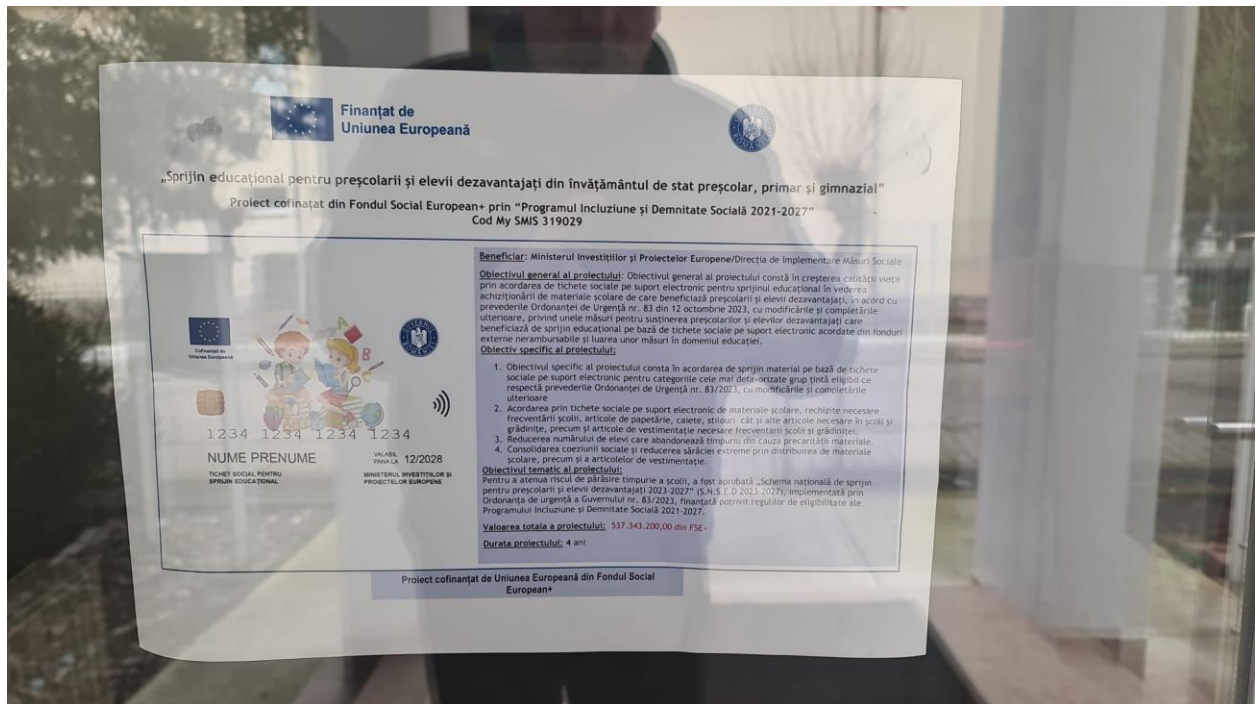 Finanțat de
Uniunea Europeană
GUVERNUL ROMÂNIEI
„Sprijin educațional pentru preșcolarii și elevii dezavantajați din învățământul de stat preșcolar, primar și gimnazial”
Proiect cofinațat din Fondul Social European+ prin “Programul Incluziune și Demnitate Socială 2021-2027”
Cod My SMIS 319029
Cofinanțat de
Uniunea Europeană
GUVERNUL ROMÂNIEI
A
B
1234 1234 1234 1234
NUME PRENUME
VALABIL
PANA LA 12/2028
TICHET SOCIAL PENTRU
SPRIJIN EDUCAȚIONAL
MINISTERUL INVESTIȚIILOR ȘI
PROIECTELOR EUROPENE
Beneficiar: Ministerul Investițiilor și Proiectelor Europene/Direcția de Implementare Măsuri Sociale
Obiectivul general al proiectului: Obiectivul general al proiectului constă în creșterea calității vieții
prin acordarea de tichete sociale pe suport electronic pentru sprijinul educațional în vederea
achiziționării de materiale școlare de care beneficiază preșcolarii și elevii dezavantajați, în acord cu
prevederile Ordonanței de Urgență nr. 83 din 12 octombrie 2023, cu modificările și completările
ulterioare, privind unele măsuri pentru susținerea preșcolarilor și elevilor dezavantajați care
beneficiază de sprijin educațional pe bază de tichete sociale pe suport electronic acordate din fonduri
externe nerambursabile și luarea unor măsuri în domeniul educației.
Obiectiv specific al proiectului:
1. Obiectivul specific al proiectului consta în acordarea de sprijin material pe bază de tichete
sociale pe suport electronic pentru categoriile cele mai defavorizate grup țintă eligibil ce
respectă prevederile Ordonanței de Urgență nr. 83/2023, cu modificările și completările
ulterioare
2. Acordarea prin tichete sociale pe suport electronic de materiale școlare, rechizite necesare
frecventării școlii, articole de papetărie, caiete, stilouri cât și alte articole necesare în școli și
grădinițe, precum și articole de vestimentație necesare frecventării școlii și grădiniței.
3. Reducerea numărului de elevi care abandonează timpuriu din cauza precarității materiale.
4. Consolidarea coeziunii sociale și reducerea sărăciei extreme prin distribuirea de materiale
școlare, precum și a articolelor de vestimentație.
Obiectivul tematic al proiectului:
Pentru a atenua riscul de părăsire timpurie a școlii, a fost aprobată „Schema națională de sprijin
pentru preșcolarii și elevii dezavantajați 2023-2027” (S.N.S.E.D 2023-2027), implementată prin
Ordonanța de urgență a Guvernului nr. 83/2023, finanțată potrivit regulilor de eligibilitate ale
Programului Incluziune și Demnitate Socială 2021-2027.
Valoarea totala a proiectului: 537.343.200,00 din FSE+
Durata proiectului: 4 ani
Proiect cofinanțat de Uniunea Europeană din Fondul Social
European+